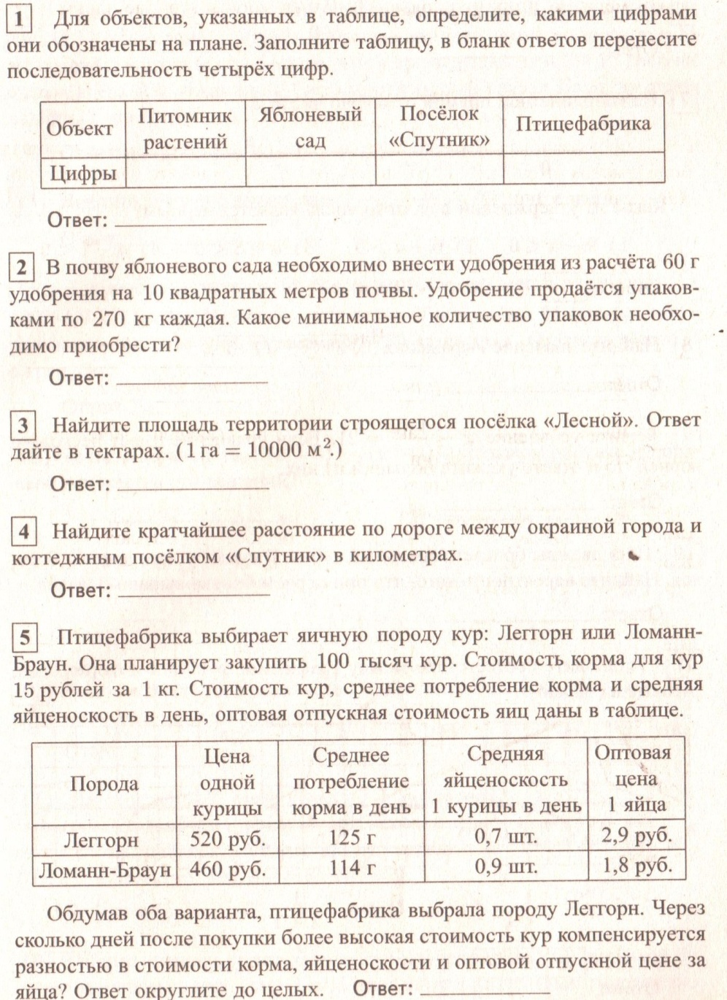 1 Для объектов, указанных в таблице, определите, какими цифрами
они обозначены на плане. Заполните таблицу, в бланк ответов перенесите
последовательность четырёх цифр.
Объект Питомник растений Яблоневый сад Посёлок «Спутник» Птицефабрика
Цифры
Ответ:
2 В почву яблоневого сада необходимо внести удобрения из расчёта 60 г
удобрения на 10 квадратных метров почвы. Удобрение продаётся упаков-
ками по 270 кг каждая. Какое минимальное количество упаковок необхо-
димо приобрести?
Ответ:
3 Найдите площадь территории строящегося посёлка «Лесной». Ответ
дайте в гектарах. (1 га = 10000 м².)
Ответ:
4 Найдите кратчайшее расстояние по дороге между окраиной города и
коттеджным посёлком «Спутник» в километрах.
Ответ:
5 Птицефабрика выбирает яичную породу кур: Леггорн или Ломанн-
Браун. Она планирует закупить 100 тысяч кур. Стоимость корма для кур
15 рублей за 1 кг. Стоимость кур, среднее потребление корма и средняя
яйценоскость в день, оптовая отпускная стоимость яиц даны в таблице.
Порода Цена одной курицы Среднее потребление корма в день Средняя яйценоскость 1 курицы в день Оптовая цена 1 яйца
Леггорн 520 руб. 125 г 0,7 шт. 2,9 руб.
Ломанн-Браун 460 руб. 114 г 0,9 шт. 1,8 руб.
Обдумав оба варианта, птицефабрика выбрала породу Леггорн. Через
сколько дней после покупки более высокая стоимость кур компенсируется
разностью в стоимости корма, яйценоскости и оптовой отпускной цене за
яйца? Ответ округлите до целых. Ответ: